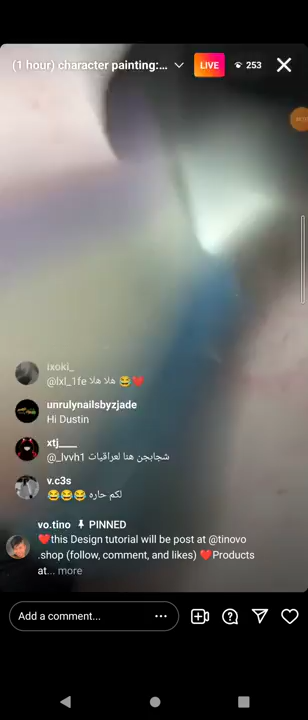 (1 hour) character painting:...
LIVE
253
ixoki_
@lxl_1fe هلا هلا 😂❤️
unrulynailsbyzjade
Hi Dustin
xtj____
@_lvvh1 شجابجن هنا لعراقيات
v.c3s
لكم حاره 😂😂😂
vo.tino PINNED
❤️this Design tutorial will be post at @tinovo
.shop (follow, comment, and likes) ❤️Products
at... more
Add a comment...